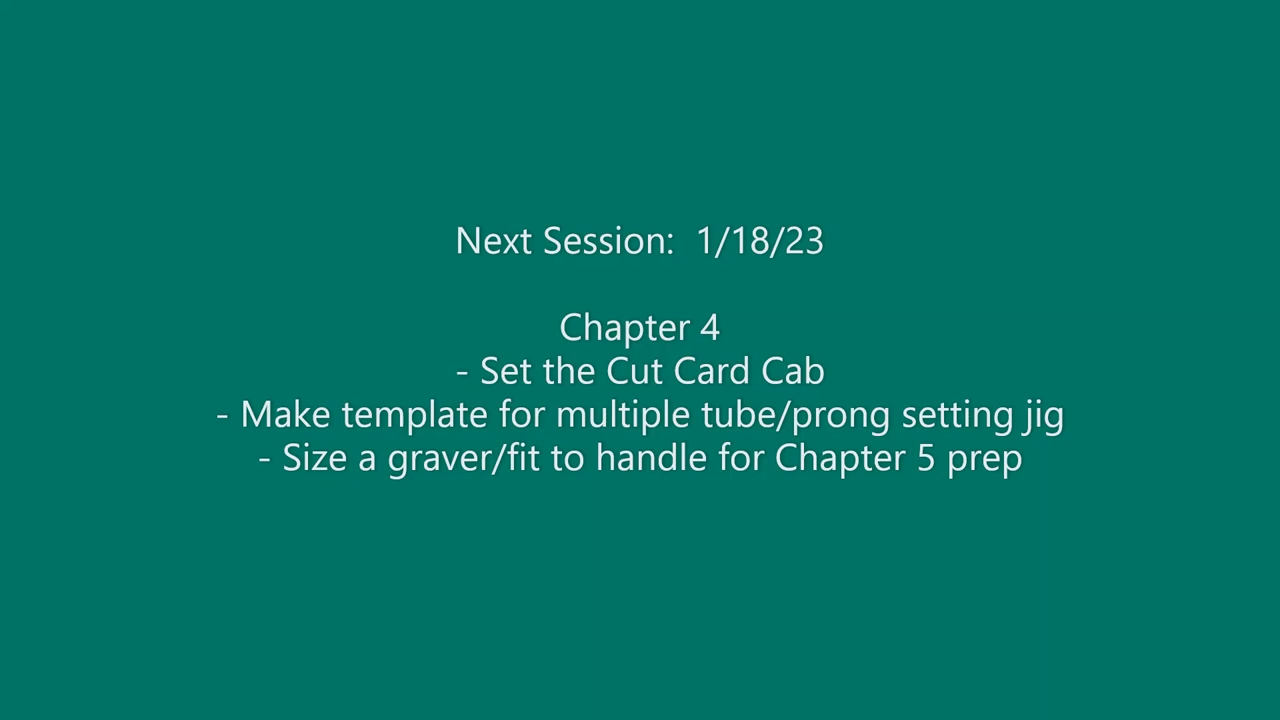 Next Session:  1/18/23
Chapter 4
- Set the Cut Card Cab
- Make template for multiple tube/prong setting jig
- Size a graver/fit to handle for Chapter 5 prep